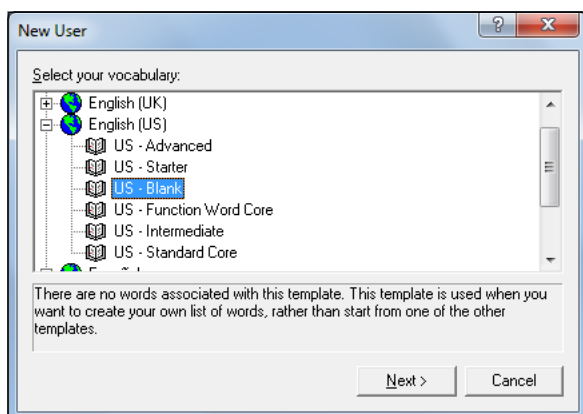 New User
Select your vocabulary:
English (UK)
English (US)
US - Advanced
US - Starter
US - Blank
US - Function Word Core
US - Intermediate
US - Standard Core
There are no words associated with this template. This template is used when you
want to create your own list of words, rather than start from one of the other
templates.
Next > Cancel